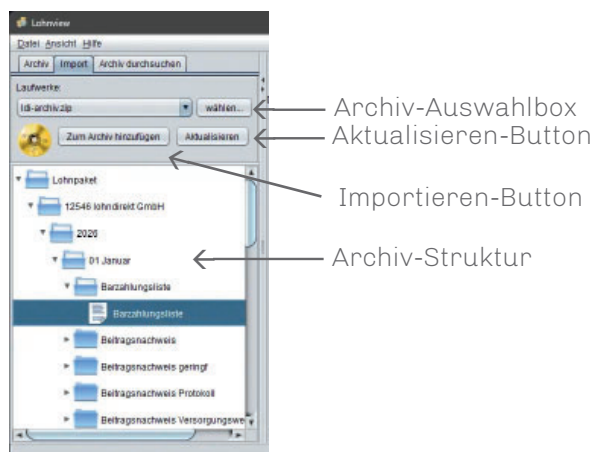 Lohnview
Datei Ansicht Hilfe
Archiv Import Archiv durchsuchen
Laufwerke:
ldi-archiv.zip wählen...
Archiv-Auswahlbox
Zum Archiv hinzufügen Aktualisieren
Aktualisieren-Button
Importieren-Button
Lohnpaket
12546 lohndirekt GmbH
2026
01 Januar
Archiv-Struktur
Barzahlungsliste
Barzahlungsliste
Beitragsnachweis
Beitragsnachweis geringf
Beitragsnachweis Protokoll
Beitragsnachweis Versorgungswe